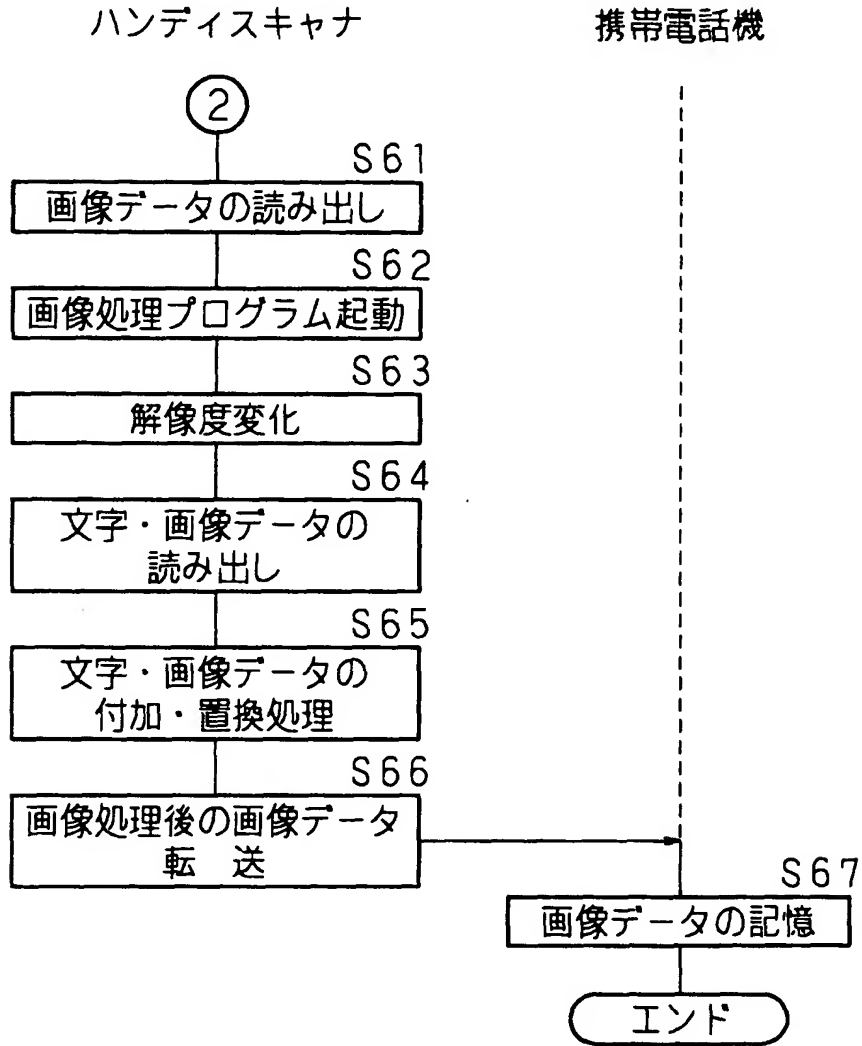 ハンディスキャナ
携帯電話機
2
S61
画像データの読み出し
S62
画像処理プログラム起動
S63
解像度変化
S64
文字・画像データの
読み出し
S65
文字・画像データの
付加・置換処理
S66
画像処理後の画像データ
転　送
S67
画像データの記憶
エンド